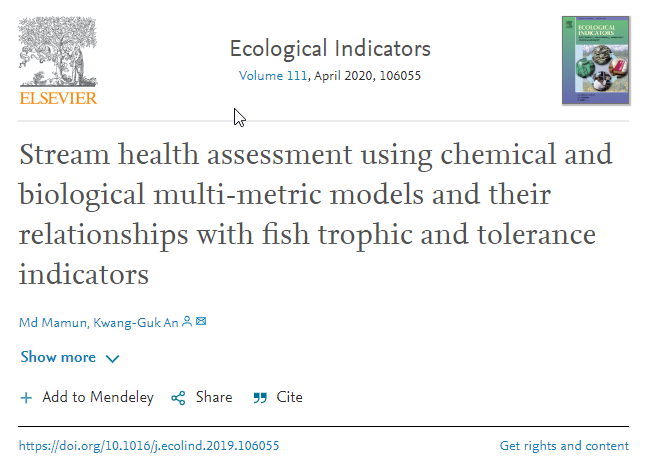 ELSEVIER
Ecological Indicators
Volume 111, April 2020, 106055
ECOLOGICAL
INDICATORS
Stream health assessment using chemical and
biological multi-metric models and their
relationships with fish trophic and tolerance
indicators
Md Mamun, Kwang-Guk An
Show more
Add to Mendeley
Share
Cite
https://doi.org/10.1016/j.ecolind.2019.106055
Get rights and content